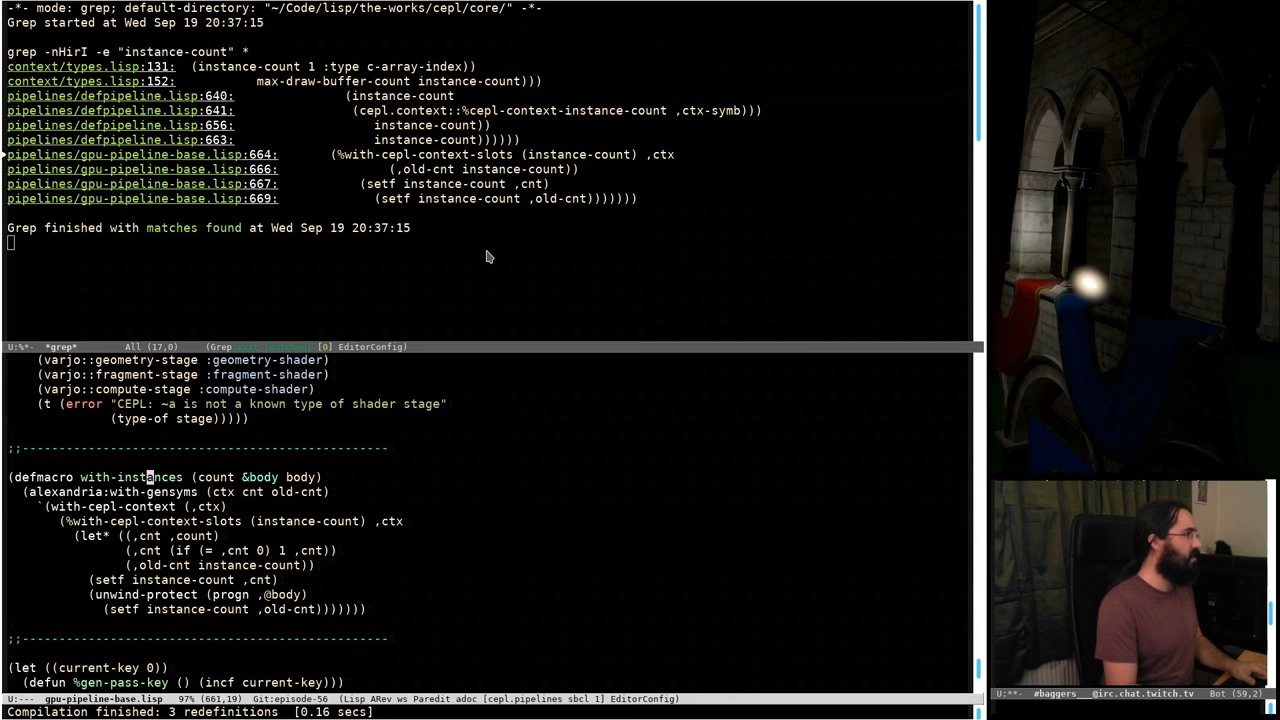 -*- mode: grep; default-directory: "~/Code/lisp/the-works/cepl/core/" -*-
Grep started at Wed Sep 19 20:37:15
grep -nHirI -e "instance-count" *
context/types.lisp:131:  (instance-count 1 :type c-array-index))
context/types.lisp:152:           max-draw-buffer-count instance-count)))
pipelines/defpipeline.lisp:640:               (instance-count
pipelines/defpipeline.lisp:641:                (cepl.context::%cepl-context-instance-count ,ctx-symb)))
pipelines/defpipeline.lisp:656:                   instance-count))
pipelines/defpipeline.lisp:663:                   instance-count))))))
pipelines/gpu-pipeline-base.lisp:664:       (%with-cepl-context-slots (instance-count) ,ctx
pipelines/gpu-pipeline-base.lisp:666:               (,old-cnt instance-count))
pipelines/gpu-pipeline-base.lisp:667:           (setf instance-count ,cnt)
pipelines/gpu-pipeline-base.lisp:669:             (setf instance-count ,old-cnt)))))))
Grep finished with matches found at Wed Sep 19 20:37:15
U:%*-  *grep*      All (17,0)     (Grep [0] EditorConfig)
(varjo::geometry-stage :geometry-shader)
(varjo::fragment-stage :fragment-shader)
(varjo::compute-stage :compute-shader)
(t (error "CEPL: ~a is not a known type of shader stage"
(type-of stage)))))
;;--------------------------------------------------
(defmacro with-instances (count &body body)
(alexandria:with-gensyms (ctx cnt old-cnt)
`(with-cepl-context (,ctx)
(%with-cepl-context-slots (instance-count) ,ctx
(let* ((,cnt ,count)
(,cnt (if (= ,cnt 0) 1 ,cnt))
(,old-cnt instance-count))
(setf instance-count ,cnt)
(unwind-protect (progn ,@body)
(setf instance-count ,old-cnt)))))))
;;--------------------------------------------------
(let ((current-key 0))
(defun %gen-pass-key () (incf current-key)))
U:---  gpu-pipeline-base.lisp   97% (661,19)  Git:episode-56  (Lisp ARev ws Paredit adoc [cepl.pipelines sbcl 1] EditorConfig)
U:**-  #baggers___@irc.chat.twitch.tv   Bot (59,2)
Compilation finished: 3 redefinitions  [0.16 secs]